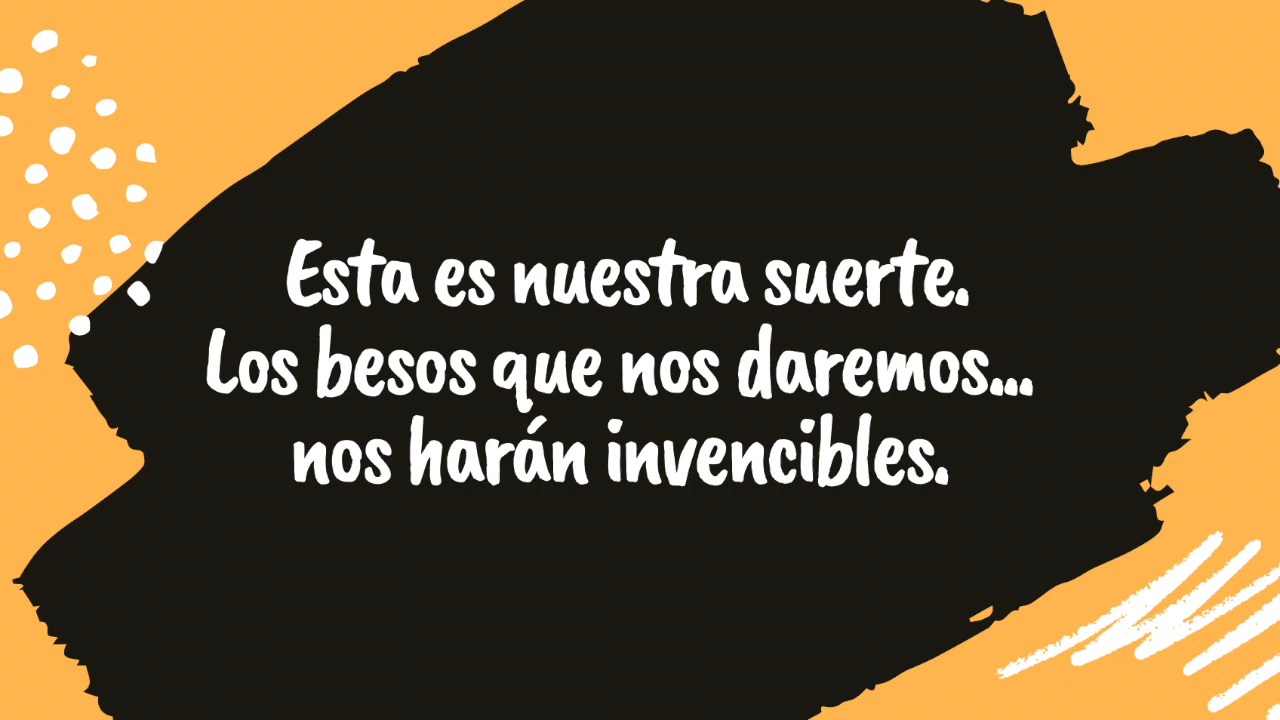 Esta es nuestra suerte.
Los besos que nos daremos...
nos harán invencibles.